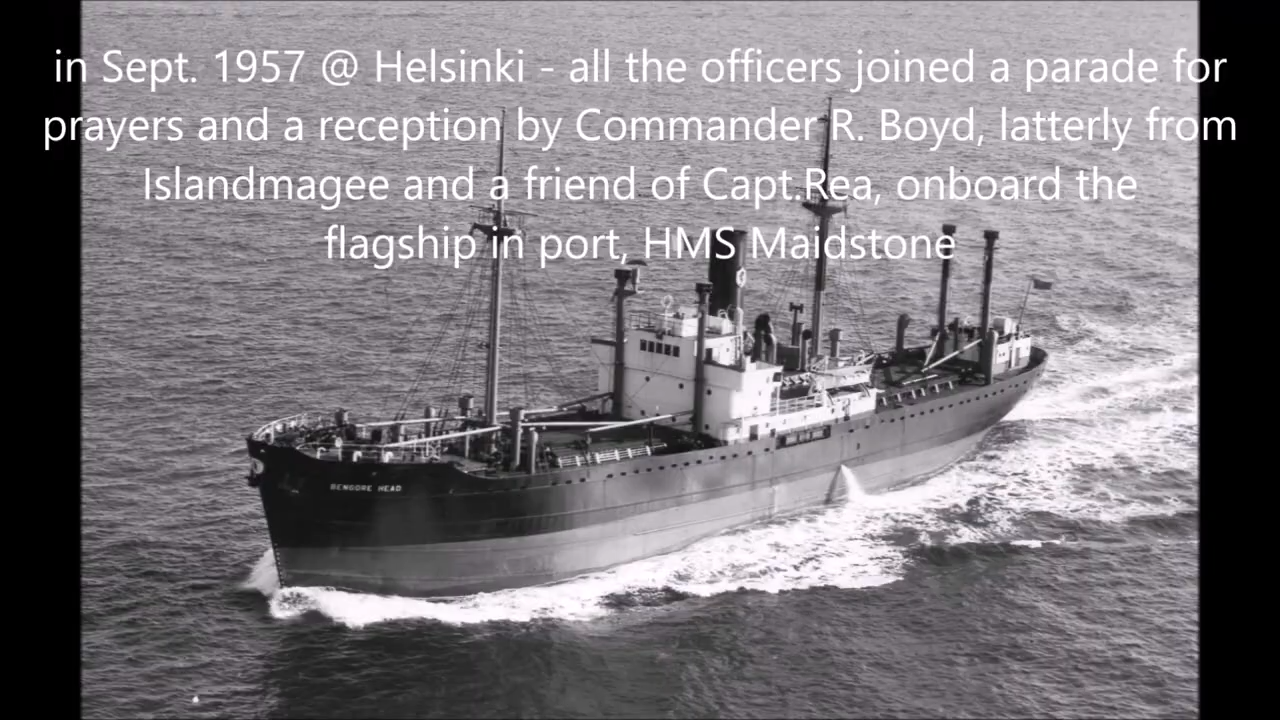 in Sept. 1957 @ Helsinki - all the officers joined a parade for
prayers and a reception by Commander R. Boyd, latterly from
Islandmagee and a friend of Capt.Rea, onboard the
flagship in port, HMS Maidstone
BENGORE HEAD